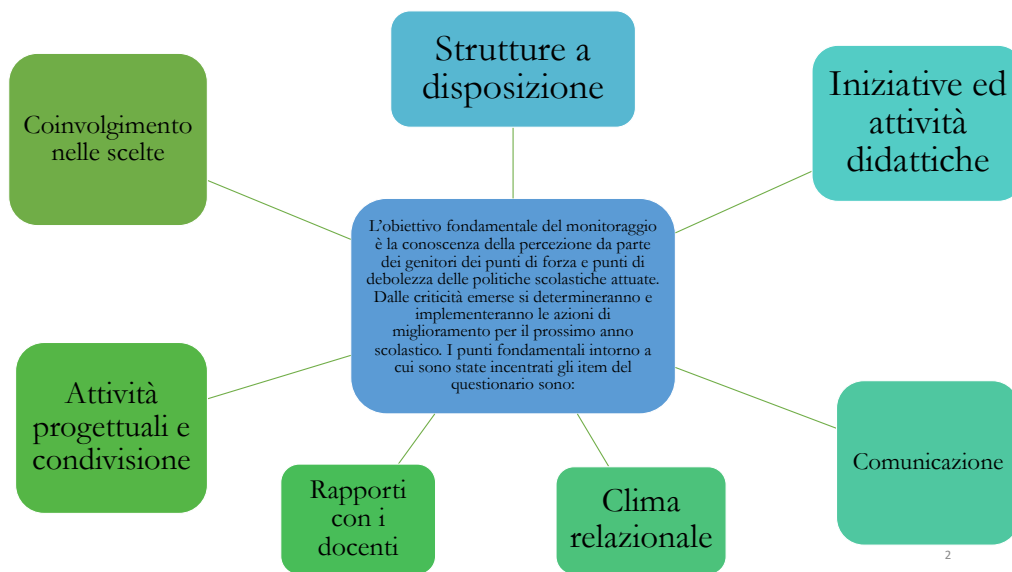 Strutture a
disposizione
Iniziative ed
attività
didattiche
Coinvolgimento
nelle scelte
L'obiettivo fondamentale del monitoraggio
è la conoscenza della percezione da parte
dei genitori dei punti di forza e punti di
debolezza delle politiche scolastiche attuate.
Dalle criticità emerse si determineranno e
implementeranno le azioni di
miglioramento per il prossimo anno
scolastico. I punti fondamentali intorno a
cui sono state incentrati gli item del
questionario sono:
Attività
progettuali e
condivisione
Comunicazione
Rapporti
con i
docenti
Clima
relazionale
2